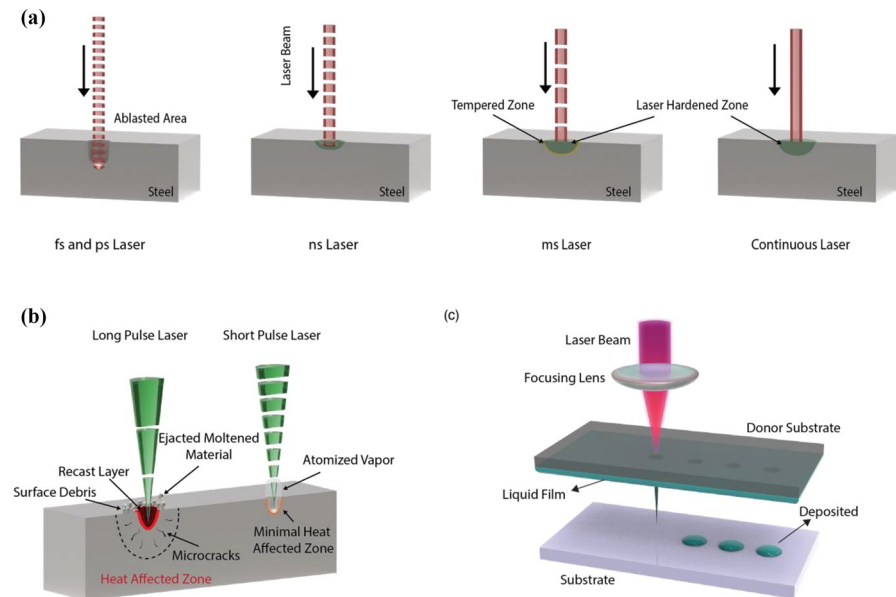 (a)
Laser Beam
Ablasted Area
Tempered Zone
Laser Hardened Zone
Steel
Steel
Steel
Steel
fs and ps Laser
ns Laser
ms Laser
Continuous Laser
(b)
Long Pulse Laser
Short Pulse Laser
Ejacted Moltened
Material
Recast Layer
Surface Debris
Atomized Vapor
Minimal Heat
Affected Zone
Microcracks
Heat Affected Zone
(c)
Laser Beam
Focusing Lens
Donor Substrate
Liquid Film
Deposited
Substrate